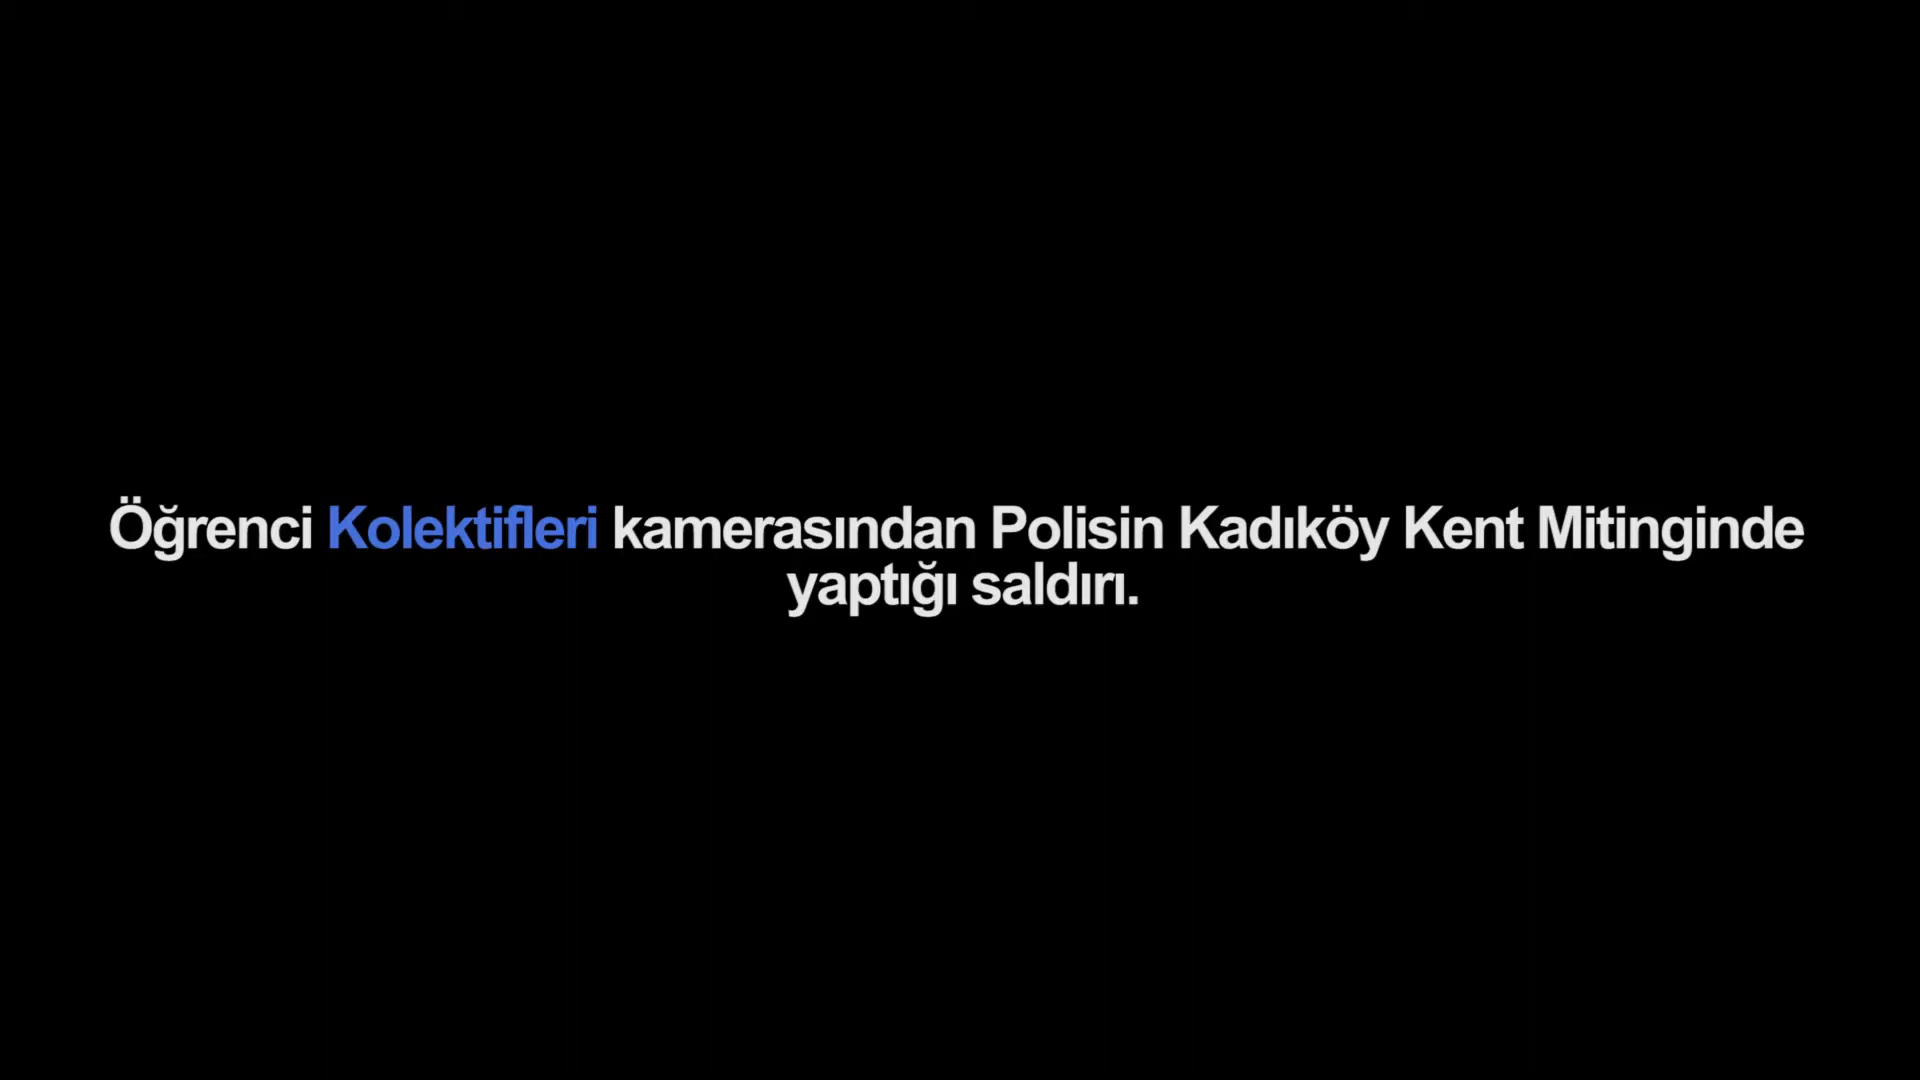 Öğrenci Kolektifleri kamerasından Polisin Kadıköy Kent Mitinginde
yaptığı saldırı.